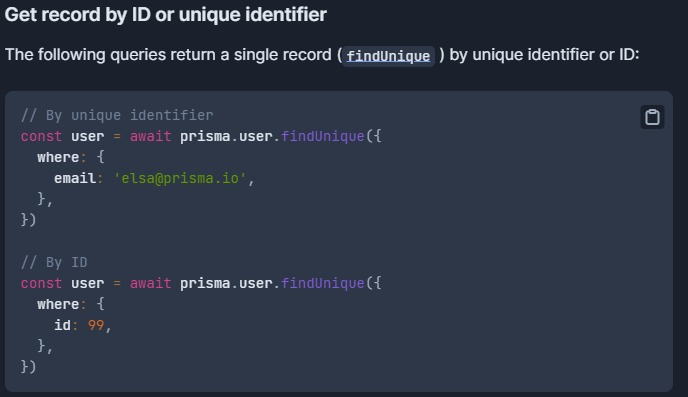 Get record by ID or unique identifier
The following queries return a single record ( findUnique ) by unique identifier or ID:
// By unique identifier
const user = await prisma.user.findUnique({
  where: {
    email: 'elsa@prisma.io',
  },
})
// By ID
const user = await prisma.user.findUnique({
  where: {
    id: 99,
  },
})